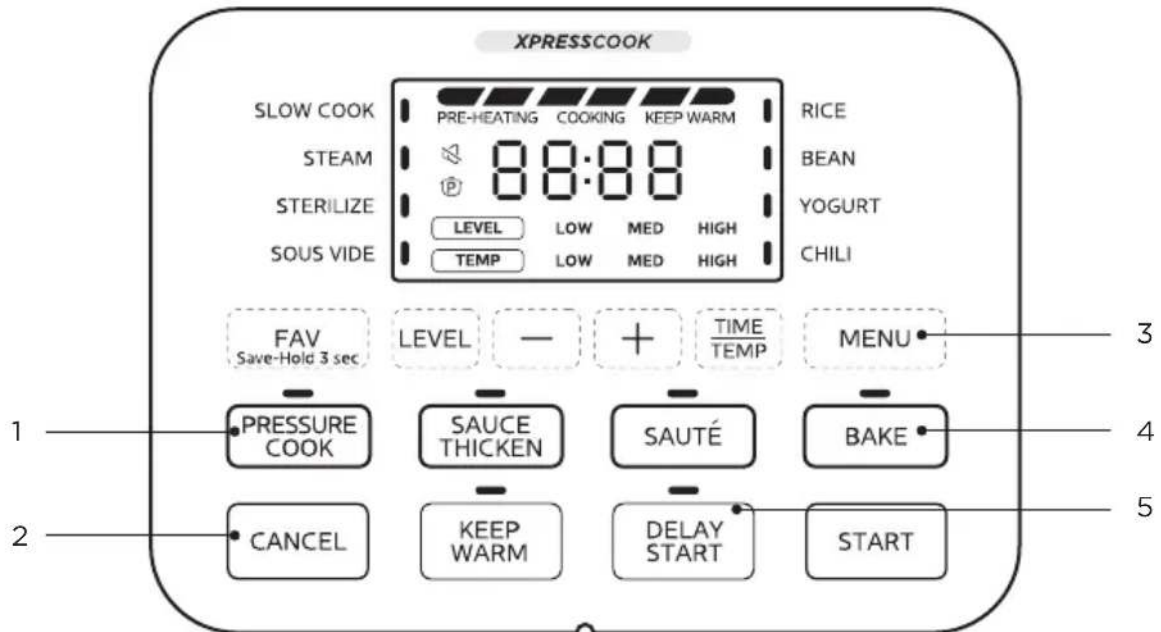 XPRESSCOOK
SLOW COOK
STEAM
STERILIZE
SOUS VIDE
PRE-HEATING COOKING KEEP WARM
88:88
P
LEVEL LOW MED HIGH
TEMP LOW MED HIGH
RICE
BEAN
YOGURT
CHILI
FAV
Save-Hold 3 sec
LEVEL
—
+
TIME
TEMP
MENU
3
1
PRESSURE
COOK
SAUCE
THICKEN
SAUTÉ
BAKE
4
2
CANCEL
KEEP
WARM
DELAY
START
5
START